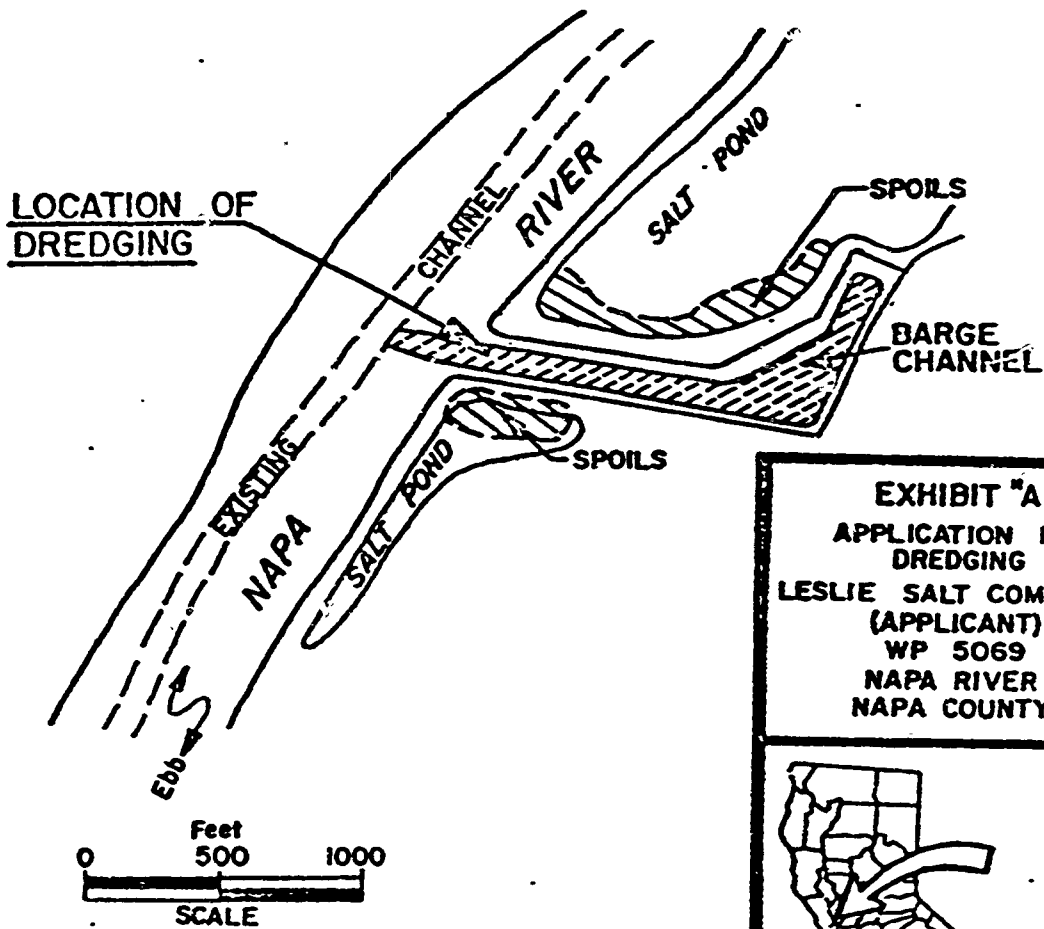 LOCATION OF
DREDGING
CHANNEL
RIVER
SALT POND
SPOILS
BARGE
CHANNEL
EXISTING
NAPA
SALT POND
SPOILS
Ebb
Feet
0 500 1000
SCALE
EXHIBIT "A
APPLICATION
DREDGING
LESLIE SALT COM
(APPLICANT)
WP 5069
NAPA RIVER
NAPA COUNTY